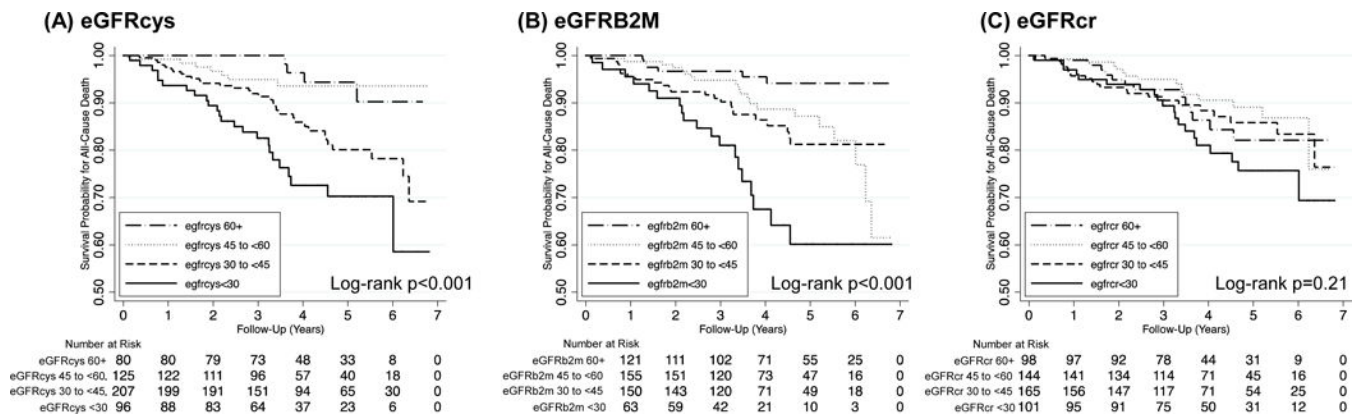 (A) eGFRcys
Survival Probability for All-Cause Death
1.00
0.90
0.80
0.70
0.60
0.50
egfrcys 60+
egfrcys 45 to <60
egfrcys 30 to <45
egfrcys<30
Log-rank p<0.001
0 1 2 3 4 5 6 7
Follow-Up (Years)
Number at Risk
eGFRcys 60+ 80 80 79 73 48 33 8 0
eGFRcys 45 to <60. 125 122 111 96 57 40 18 0
eGFRcys 30 to <45. 207 199 191 151 94 65 30 0
eGFRcys <30 96 88 83 64 37 23 6 0
(B) eGFRB2M
Survival Probability for All-Cause Death
1.00
0.90
0.80
0.70
0.60
0.50
egfrb2m 60+
egfrb2m 45 to <60
egfrb2m 30 to <45
egfrb2m<30
Log-rank p<0.001
0 1 2 3 4 5 6 7
Follow-Up (Years)
Number at Risk
eGFRb2m 60+ 121 111 102 71 55 25 0
eGFRb2m 45 to <60 155 151 120 73 47 16 0
eGFRb2m 30 to <45 150 143 120 71 49 18 0
eGFRb2m <30 63 59 42 21 10 3 0
(C) eGFRcr
Survival Probability for All-Cause Death
1.00
0.90
0.80
0.70
0.60
0.50
egfrcr 60+
egfrcr 45 to <60
egfrcr 30 to <45
egfrcr<30
Log-rank p=0.21
0 1 2 3 4 5 6 7
Follow-Up (Years)
Number at Risk
eGFRcr 60+ 98 97 92 78 44 31 9 0
eGFRcr 45 to <60 144 141 134 114 71 45 16 0
eGFRcr 30 to <45 165 156 147 117 71 54 25 0
eGFRcr <30 101 95 91 75 50 31 12 0